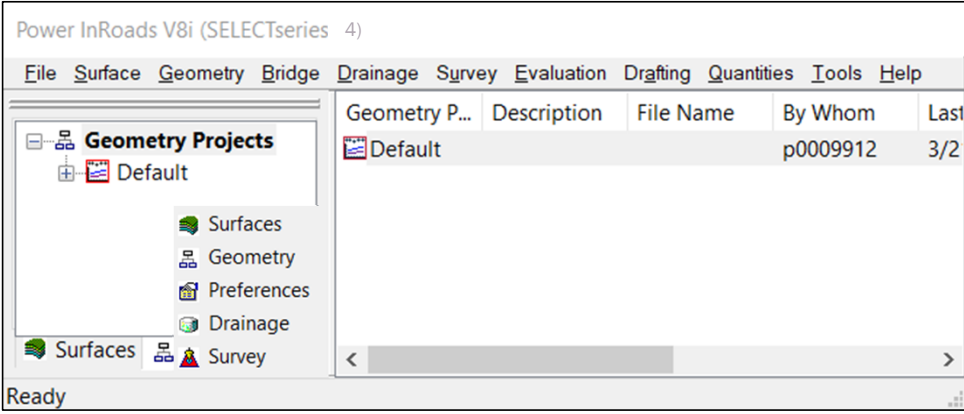 Power InRoads V8i (SELECTseries 4)
File Surface Geometry Bridge Drainage Survey Evaluation Drafting Quantities Tools Help
Geometry Projects
Default
Surfaces
Geometry
Preferences
Drainage
Survey
Surfaces
Geometry P... Description File Name By Whom Last
Default p0009912 3/2
Ready